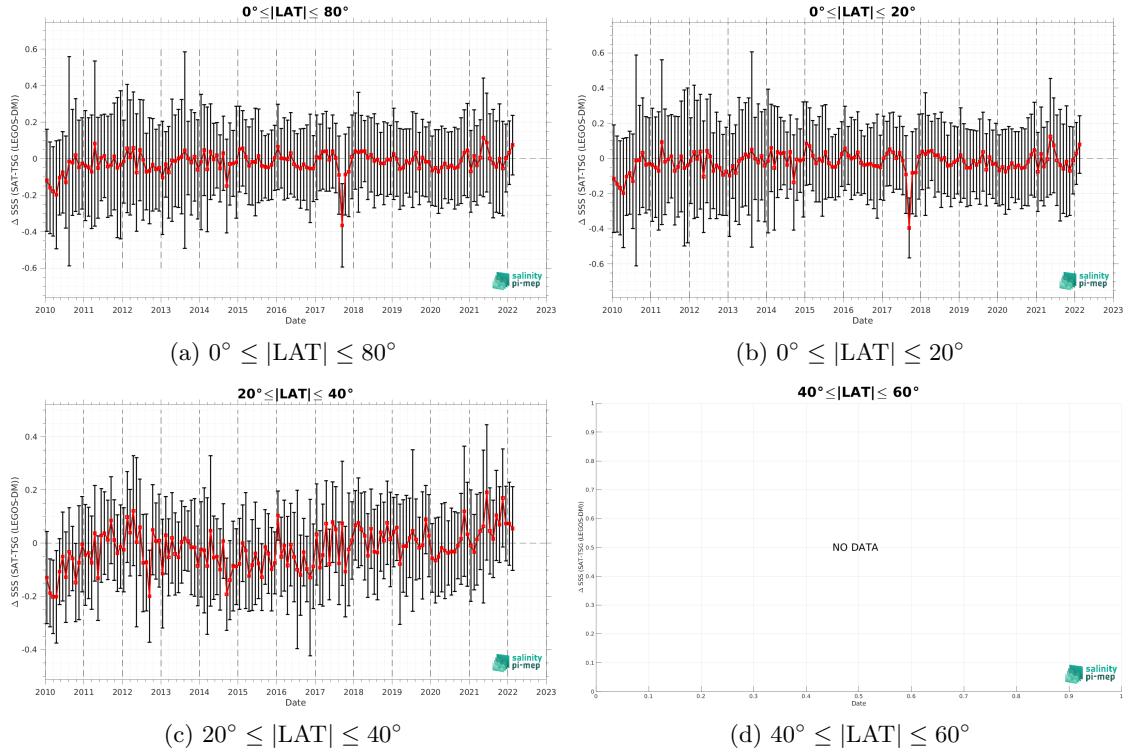 0°≤|LAT|≤ 80°
Δ SSS (SAT-TSG (LEGOS-DM))
0.6
0.4
0.2
0
-0.2
-0.4
-0.6
2010 2011 2012 2013 2014 2015 2016 2017 2018 2019 2020 2021 2022 2023
Date
salinity
pi-mep
(a) 0° ≤ |LAT| ≤ 80°
0°≤|LAT|≤ 20°
Δ SSS (SAT-TSG (LEGOS-DM))
0.6
0.4
0.2
0
-0.2
-0.4
-0.6
2010 2011 2012 2013 2014 2015 2016 2017 2018 2019 2020 2021 2022 2023
Date
salinity
pi-mep
(b) 0° ≤ |LAT| ≤ 20°
20°≤|LAT|≤ 40°
Δ SSS (SAT-TSG (LEGOS-DM))
0.4
0.2
0
-0.2
-0.4
2010 2011 2012 2013 2014 2015 2016 2017 2018 2019 2020 2021 2022 2023
Date
salinity
pi-mep
(c) 20° ≤ |LAT| ≤ 40°
40°≤|LAT|≤ 60°
Δ SSS (SAT-TSG (LEGOS-DM))
1
0.9
0.8
0.7
0.6
0.5
0.4
0.3
0.2
0.1
0
NO DATA
0 0.1 0.2 0.3 0.4 0.5 0.6 0.7 0.8 0.9 1
Date
salinity
pi-mep
(d) 40° ≤ |LAT| ≤ 60°